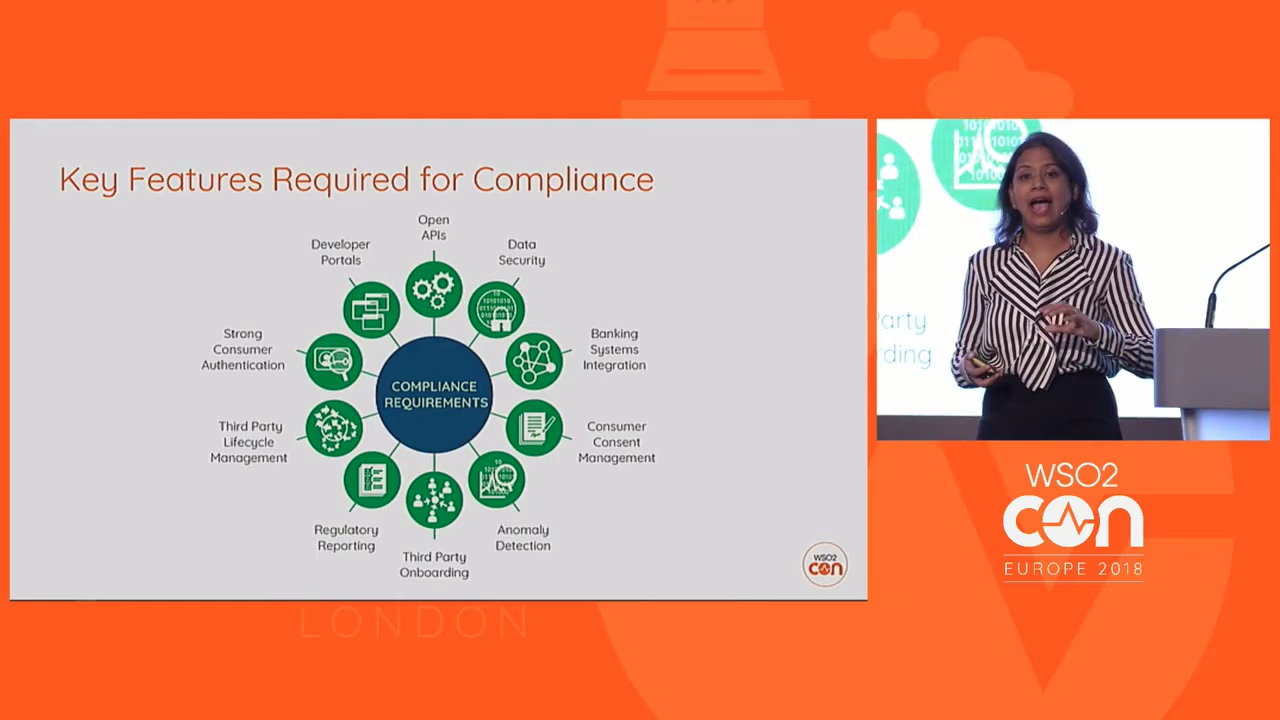 Key Features Required for Compliance
Open
APIs
Developer
Portals
Data
Security
Strong
Consumer
Authentication
Banking
Systems
Integration
COMPLIANCE
REQUIREMENTS
Third Party
Lifecycle
Management
Consumer
Consent
Management
Regulatory
Reporting
Anomaly
Detection
Third Party
Onboarding
WSO2
con
WSO2
con
EUROPE 2018
LONDON